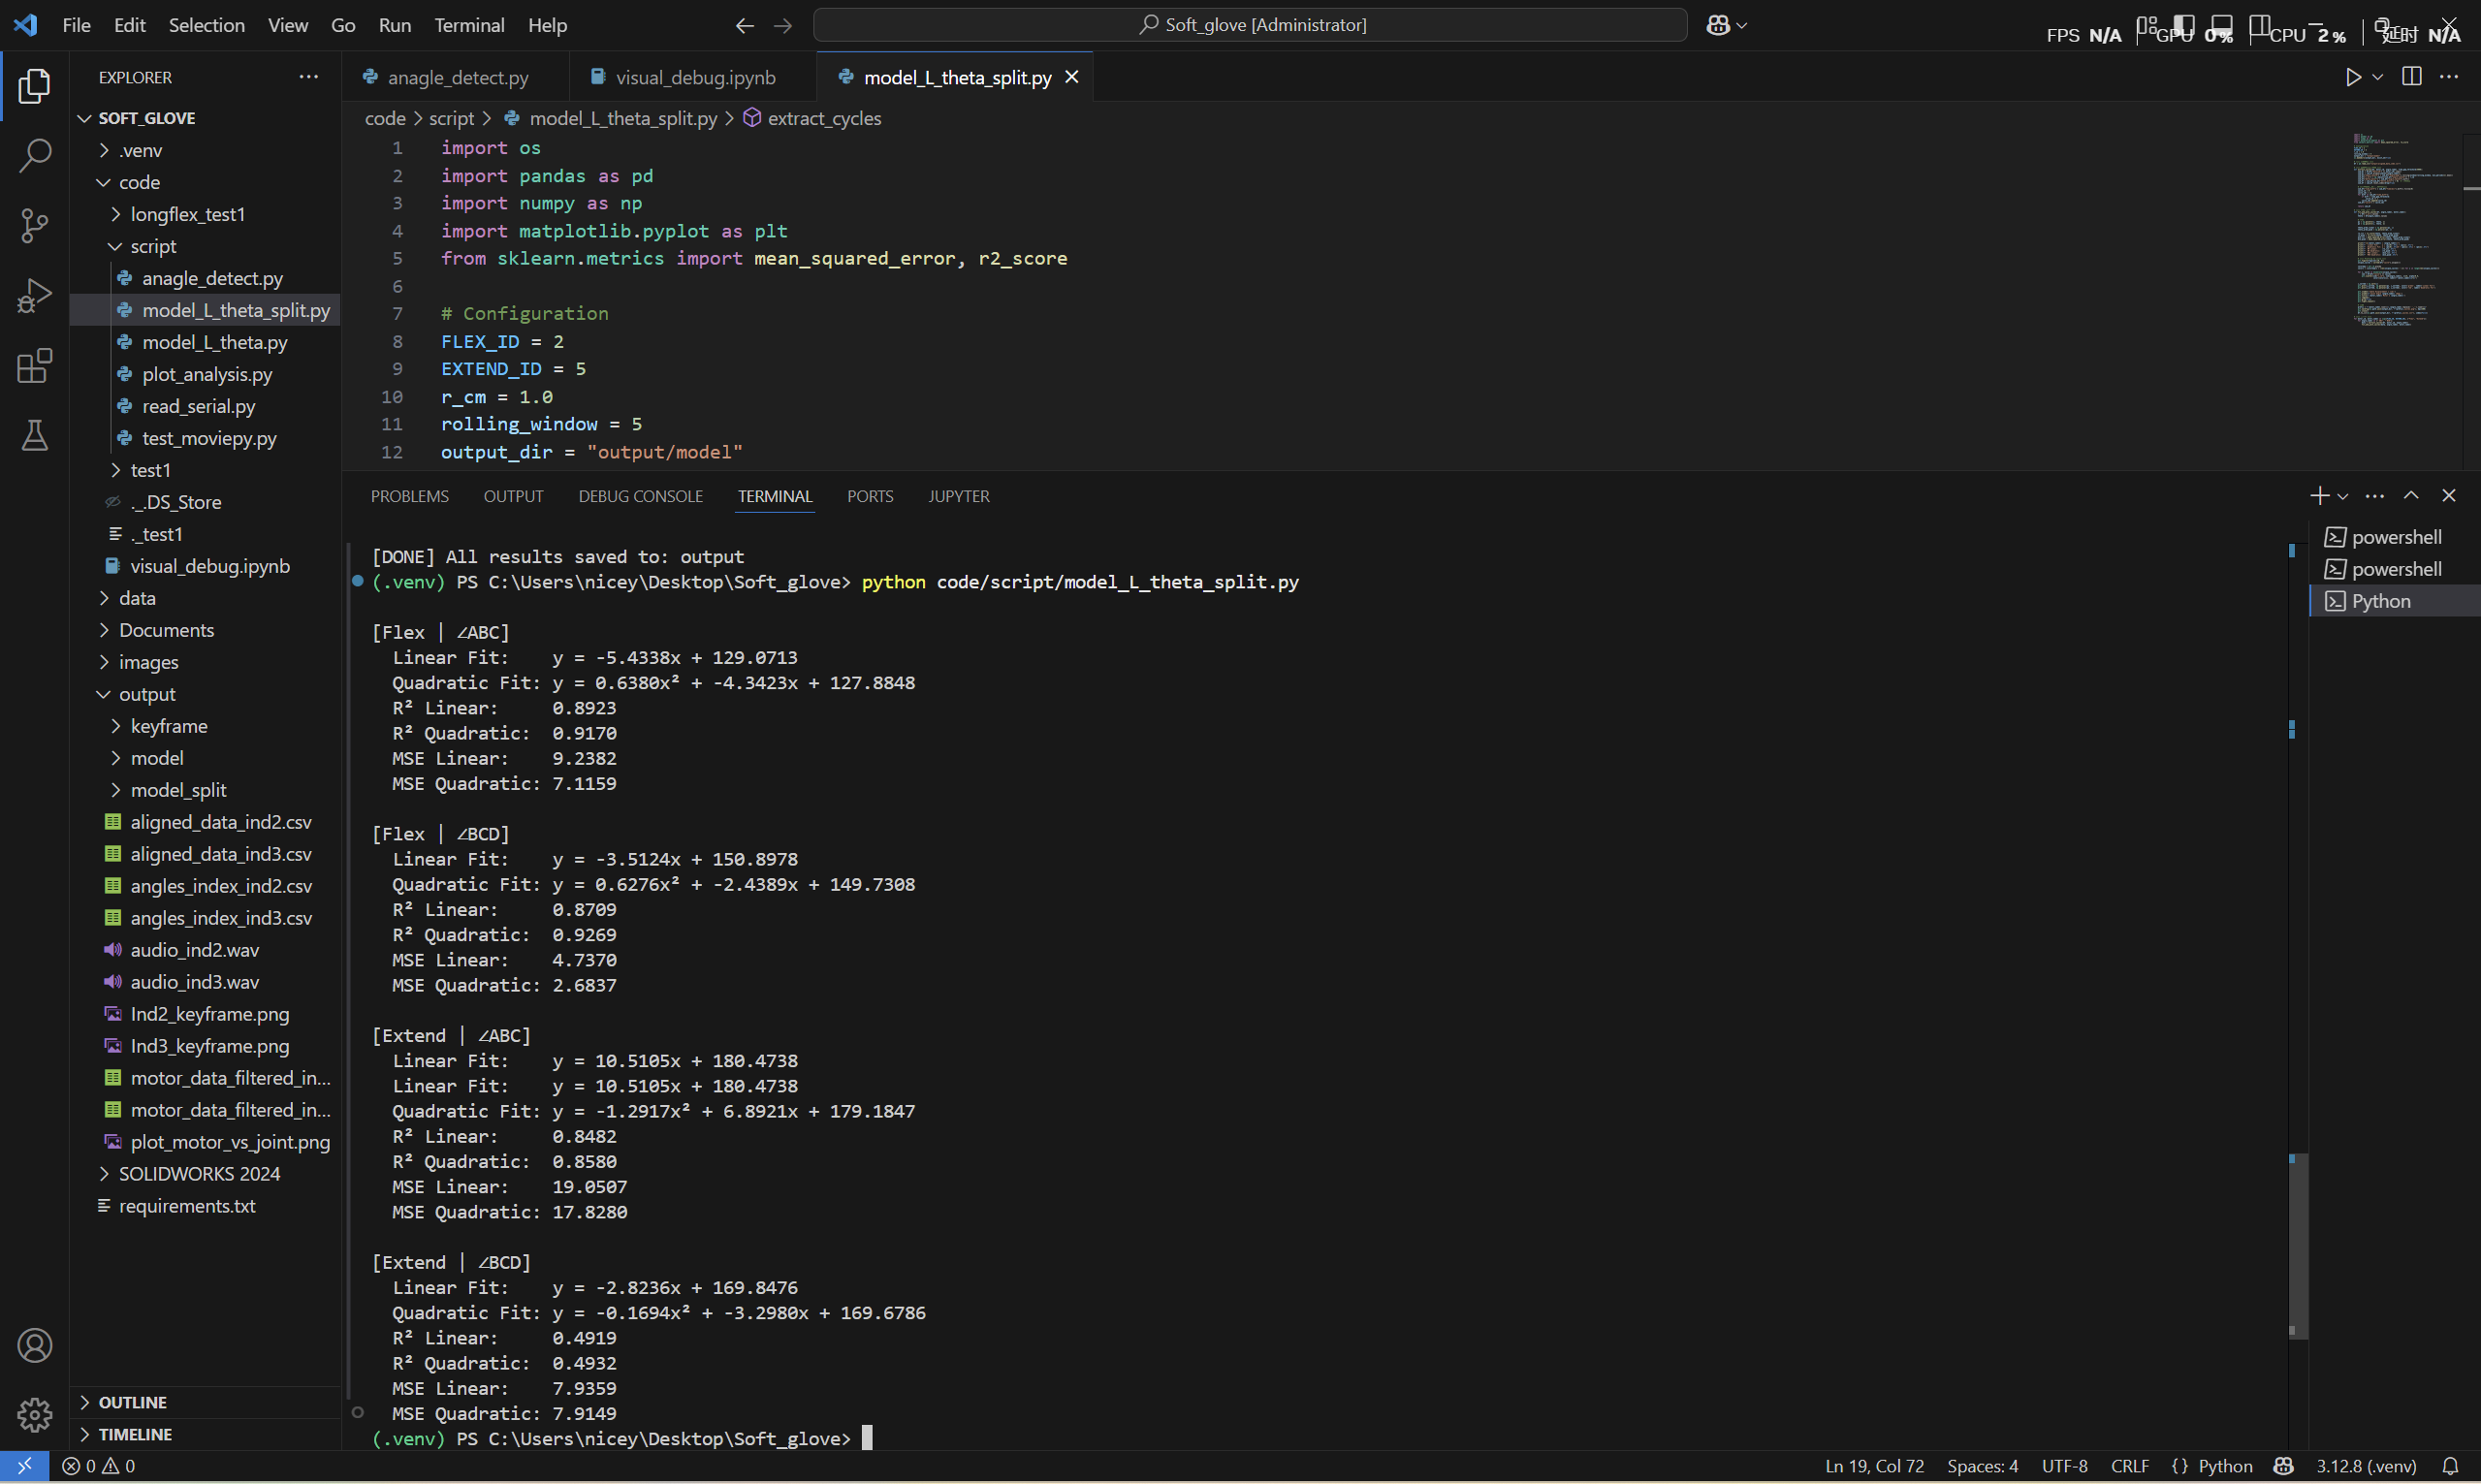 File Edit Selection View Go Run Terminal Help
Soft_glove [Administrator]
FPS N/A GPU 0% CPU 2% 延时 N/A
EXPLORER
SOFT_GLOVE
.venv
code
longflex_test1
script
anagle_detect.py
model_L_theta_split.py
model_L_theta.py
plot_analysis.py
read_serial.py
test_moviepy.py
test1
._.DS_Store
._test1
visual_debug.ipynb
data
Documents
images
output
keyframe
model
model_split
aligned_data_ind2.csv
aligned_data_ind3.csv
angles_index_ind2.csv
angles_index_ind3.csv
audio_ind2.wav
audio_ind3.wav
Ind2_keyframe.png
Ind3_keyframe.png
motor_data_filtered_in...
motor_data_filtered_in...
plot_motor_vs_joint.png
SOLIDWORKS 2024
requirements.txt
OUTLINE
TIMELINE
anagle_detect.py visual_debug.ipynb model_L_theta_split.py
code > script > model_L_theta_split.py > extract_cycles
1 import os
2 import pandas as pd
3 import numpy as np
4 import matplotlib.pyplot as plt
5 from sklearn.metrics import mean_squared_error, r2_score
6
7 # Configuration
8 FLEX_ID = 2
9 EXTEND_ID = 5
10 r_cm = 1.0
11 rolling_window = 5
12 output_dir = "output/model"
PROBLEMS OUTPUT DEBUG CONSOLE TERMINAL PORTS JUPYTER
[DONE] All results saved to: output
(.venv) PS C:\Users\nicey\Desktop\Soft_glove> python code/script/model_L_theta_split.py
[Flex | ∠ABC]
Linear Fit: y = -5.4338x + 129.0713
Quadratic Fit: y = 0.6380x² + -4.3423x + 127.8848
R² Linear: 0.8923
R² Quadratic: 0.9170
MSE Linear: 9.2382
MSE Quadratic: 7.1159
[Flex | ∠BCD]
Linear Fit: y = -3.5124x + 150.8978
Quadratic Fit: y = 0.6276x² + -2.4389x + 149.7308
R² Linear: 0.8709
R² Quadratic: 0.9269
MSE Linear: 4.7370
MSE Quadratic: 2.6837
[Extend | ∠ABC]
Linear Fit: y = 10.5105x + 180.4738
Linear Fit: y = 10.5105x + 180.4738
Quadratic Fit: y = -1.2917x² + 6.8921x + 179.1847
R² Linear: 0.8482
R² Quadratic: 0.8580
MSE Linear: 19.0507
MSE Quadratic: 17.8280
[Extend | ∠BCD]
Linear Fit: y = -2.8236x + 169.8476
Quadratic Fit: y = -0.1694x² + -3.2980x + 169.6786
R² Linear: 0.4919
R² Quadratic: 0.4932
MSE Linear: 7.9359
MSE Quadratic: 7.9149
(.venv) PS C:\Users\nicey\Desktop\Soft_glove>
powershell
powershell
Python
0 0
Ln 19, Col 72 Spaces: 4 UTF-8 CRLF {} Python 3.12.8 (.venv)